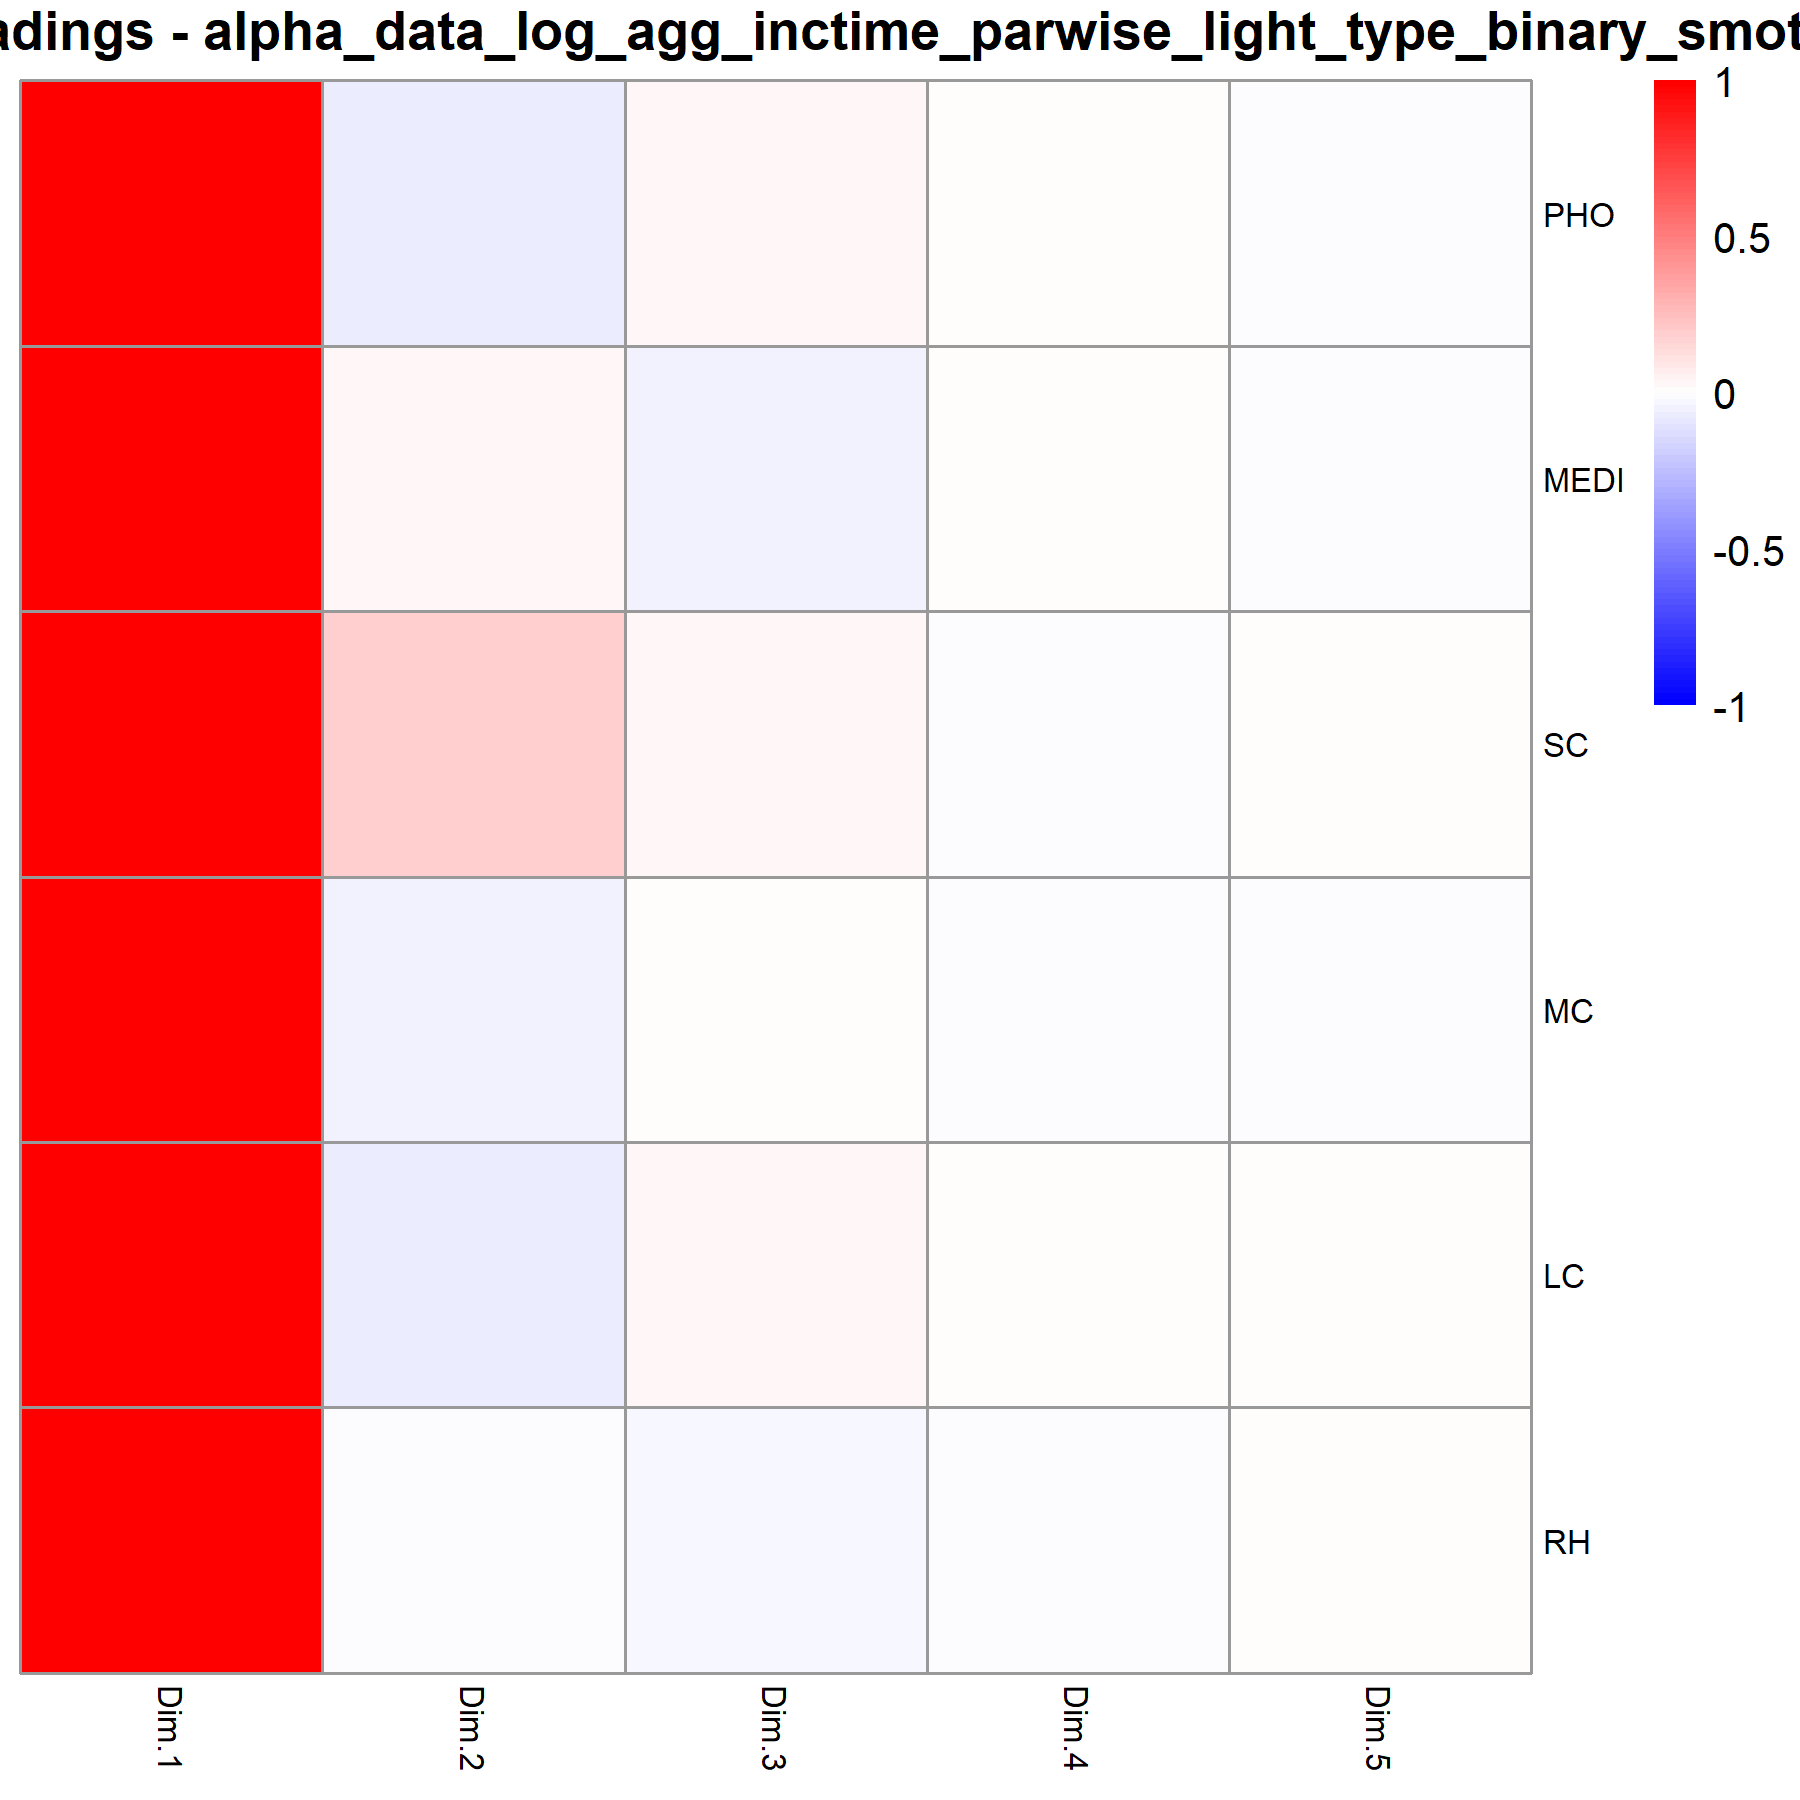 adings - alpha_data_log_agg_inctime_parwise_light_type_binary_smot
1
0.5
0
-0.5
-1
PHO
MEDI
SC
MC
LC
RH
Dim.1
Dim.2
Dim.3
Dim.4
Dim.5